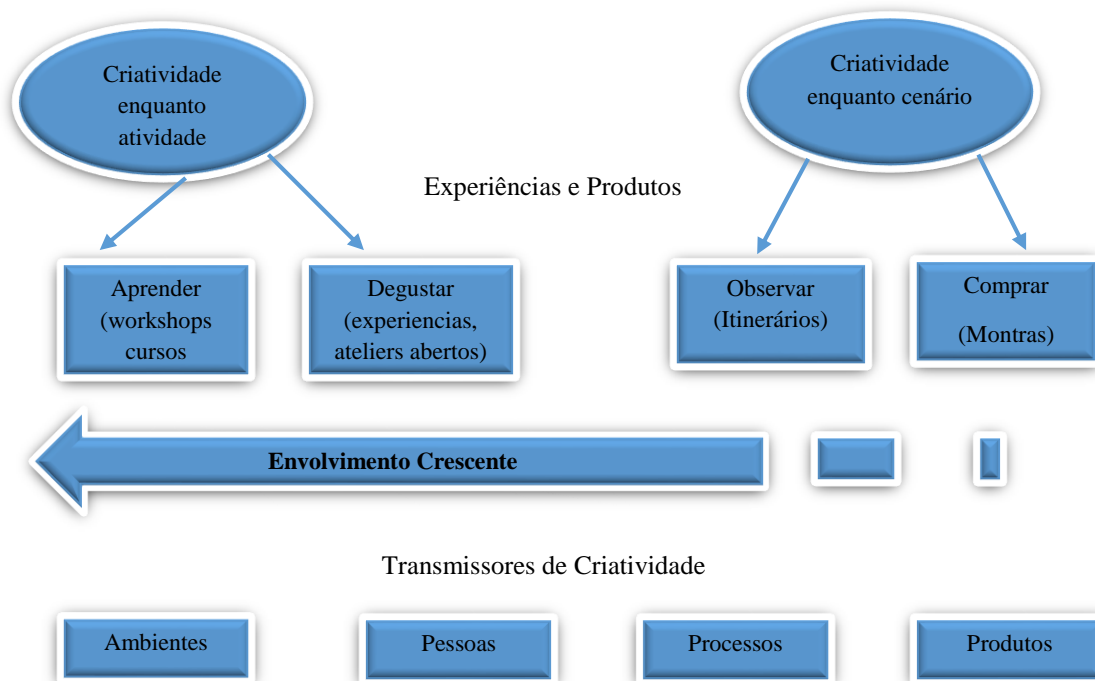 Criatividade
enquanto
atividade
Criatividade
enquanto cenário
Experiências e Produtos
Aprender
(workshops
cursos
Degustar
(experiencias,
ateliers abertos)
Observar
(Itinerários)
Comprar
(Montras)
Envolvimento Crescente
Transmissores de Criatividade
Ambientes
Pessoas
Processos
Produtos